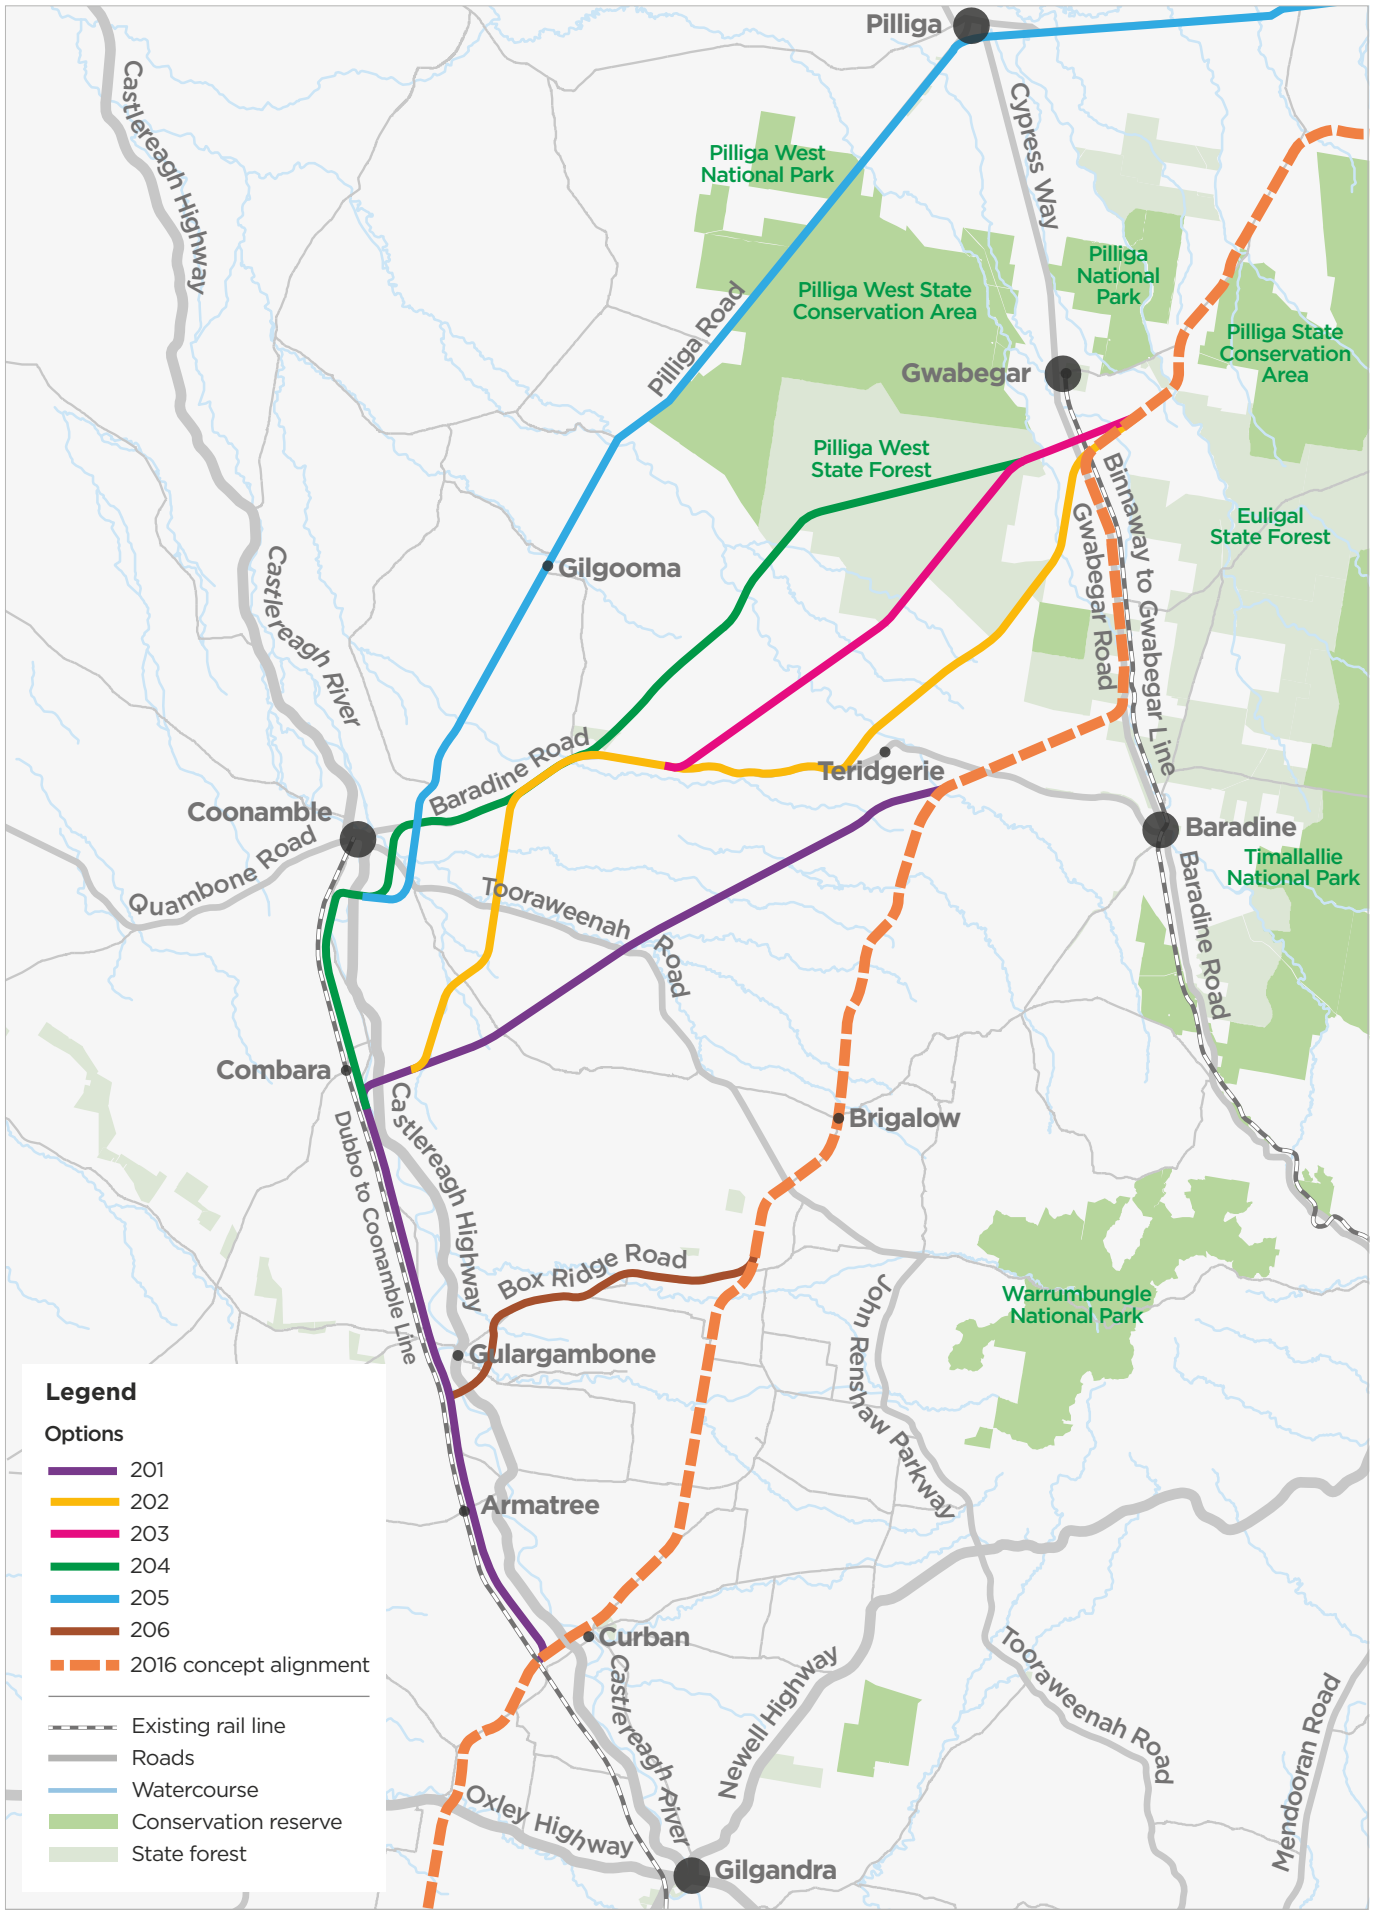 Pilliga
Castlereagh Highway
Cypress Way
Pilliga West
National Park
Pilliga
National
Park
Pilliga West State
Conservation Area
Pilliga Road
Pilliga State
Conservation
Area
Gwabegar
Pilliga West
State Forest
Binnaway to Gwabegar Line
Gwabegar Road
Euligal
State Forest
Castlereagh River
Gilgooma
Baradine Road
Teridgerie
Coonamble
Quambone Road
Baradine
Timallallie
National Park
Baradine Road
Tooraweenah
Road
Combara
Castlereagh Highway
Dubbo to Coonamble Line
Brigalow
Box Ridge Road
John Renshaw Parkway
Warrumbungle
National Park
Gulargambone
Armatree
Curban
Castlereagh River
Newell Highway
Tooraweenah Road
Mendooran Road
Oxley Highway
Gilgandra
Legend
Options
201
202
203
204
205
206
2016 concept alignment
Existing rail line
Roads
Watercourse
Conservation reserve
State forest